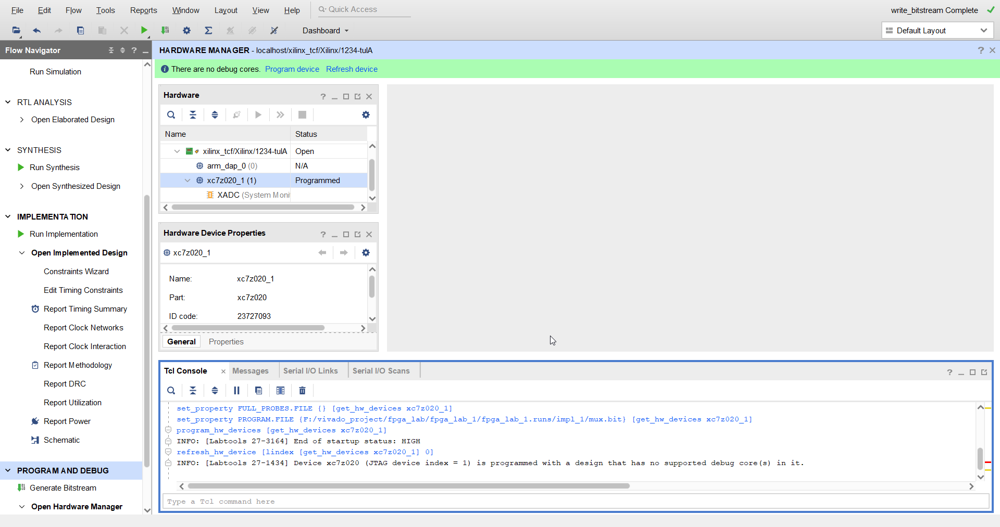 File Edit Flow Tools Reports Window Layout View Help Quick Access write_bitstream Complete
Dashboard Default Layout
Flow Navigator
HARDWARE MANAGER - localhost/xilinx_tcf/Xilinx/1234-tulA
There are no debug cores. Program device Refresh device
Run Simulation
RTL ANALYSIS
Open Elaborated Design
SYNTHESIS
Run Synthesis
Open Synthesized Design
IMPLEMENTATION
Run Implementation
Open Implemented Design
Constraints Wizard
Edit Timing Constraints
Report Timing Summary
Report Clock Networks
Report Clock Interaction
Report Methodology
Report DRC
Report Utilization
Report Power
Schematic
PROGRAM AND DEBUG
Generate Bitstream
Open Hardware Manager
Hardware
Name Status
xilinx_tcf/Xilinx/1234-tulA Open
arm_dap_0 (0) N/A
xc7z020_1 (1) Programmed
XADC (System Moni
Hardware Device Properties
xc7z020_1
Name: xc7z020_1
Part: xc7z020
ID code: 23727093
General Properties
Tcl Console Messages Serial I/O Links Serial I/O Scans
set_property FULL_PROBES.FILE {} [get_hw_devices xc7z020_1]
set_property PROGRAM.FILE {F:/vivado_project/fpga_lab/fpga_lab_1/fpga_lab_1.runs/impl_1/mux.bit} [get_hw_devices xc7z020_1]
program_hw_devices [get_hw_devices xc7z020_1]
INFO: [Labtools 27-3164] End of startup status: HIGH
refresh_hw_device [lindex [get_hw_devices xc7z020_1] 0]
INFO: [Labtools 27-1434] Device xc7z020 (JTAG device index = 1) is programmed with a design that has no supported debug core(s) in it.
Type a Tcl command here